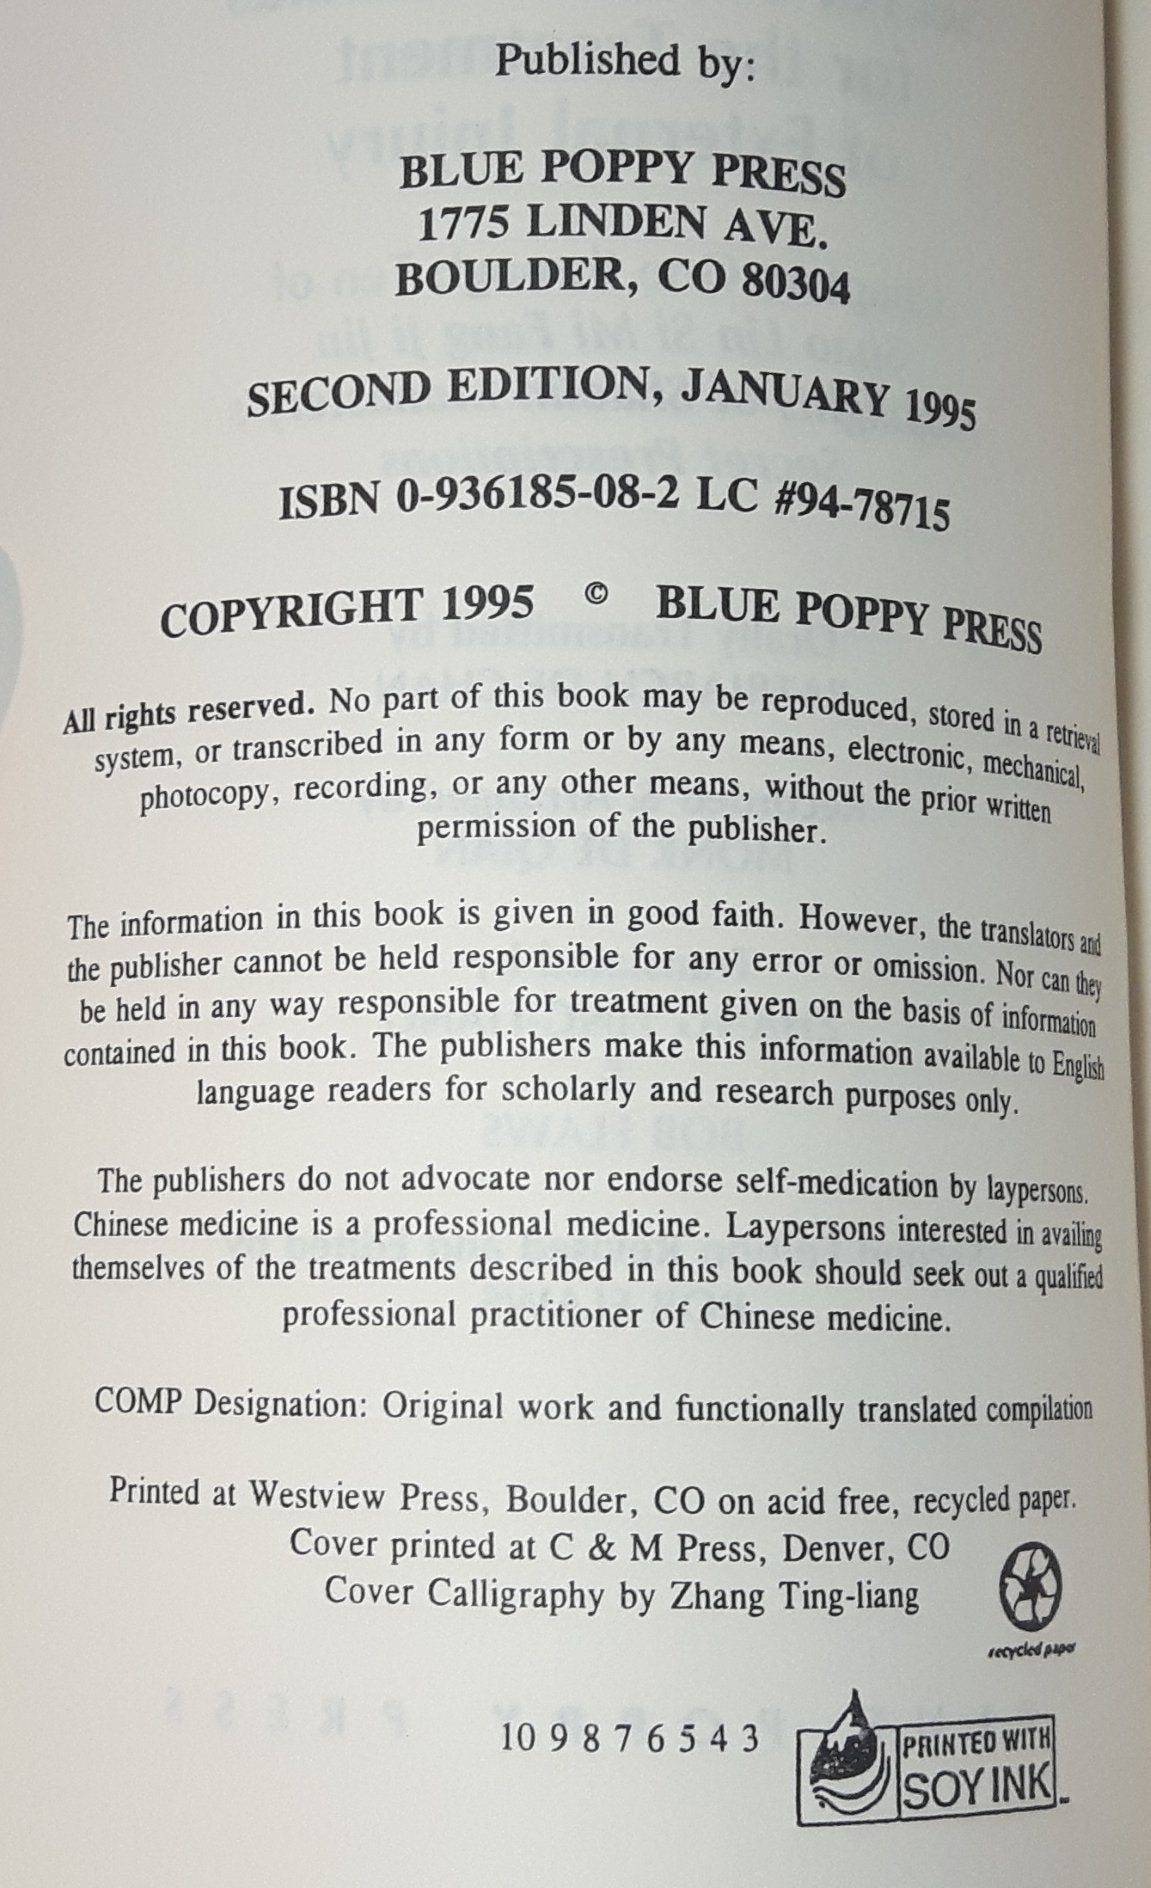 Published by:
BLUE POPPY PRESS
1775 LINDEN AVE.
BOULDER, CO 80304
SECOND EDITION, JANUARY 1995
ISBN 0-936185-08-2 LC #94-78715
COPYRIGHT 1995 © BLUE POPPY PRESS
All rights reserved. No part of this book may be reproduced, stored in a retrieval
system, or transcribed in any form or by any means, electronic, mechanical,
photocopy, recording, or any other means, without the prior written
permission of the publisher.
The information in this book is given in good faith. However, the translators and
the publisher cannot be held responsible for any error or omission. Nor can they
be held in any way responsible for treatment given on the basis of information
contained in this book. The publishers make this information available to English
language readers for scholarly and research purposes only.
The publishers do not advocate nor endorse self-medication by laypersons.
Chinese medicine is a professional medicine. Laypersons interested in availing
themselves of the treatments described in this book should seek out a qualified
professional practitioner of Chinese medicine.
COMP Designation: Original work and functionally translated compilation
Printed at Westview Press, Boulder, CO on acid free, recycled paper.
Cover printed at C & M Press, Denver, CO
Cover Calligraphy by Zhang Ting-liang
recycled paper
10 9 8 7 6 5 4 3
PRINTED WITH
SOY INK